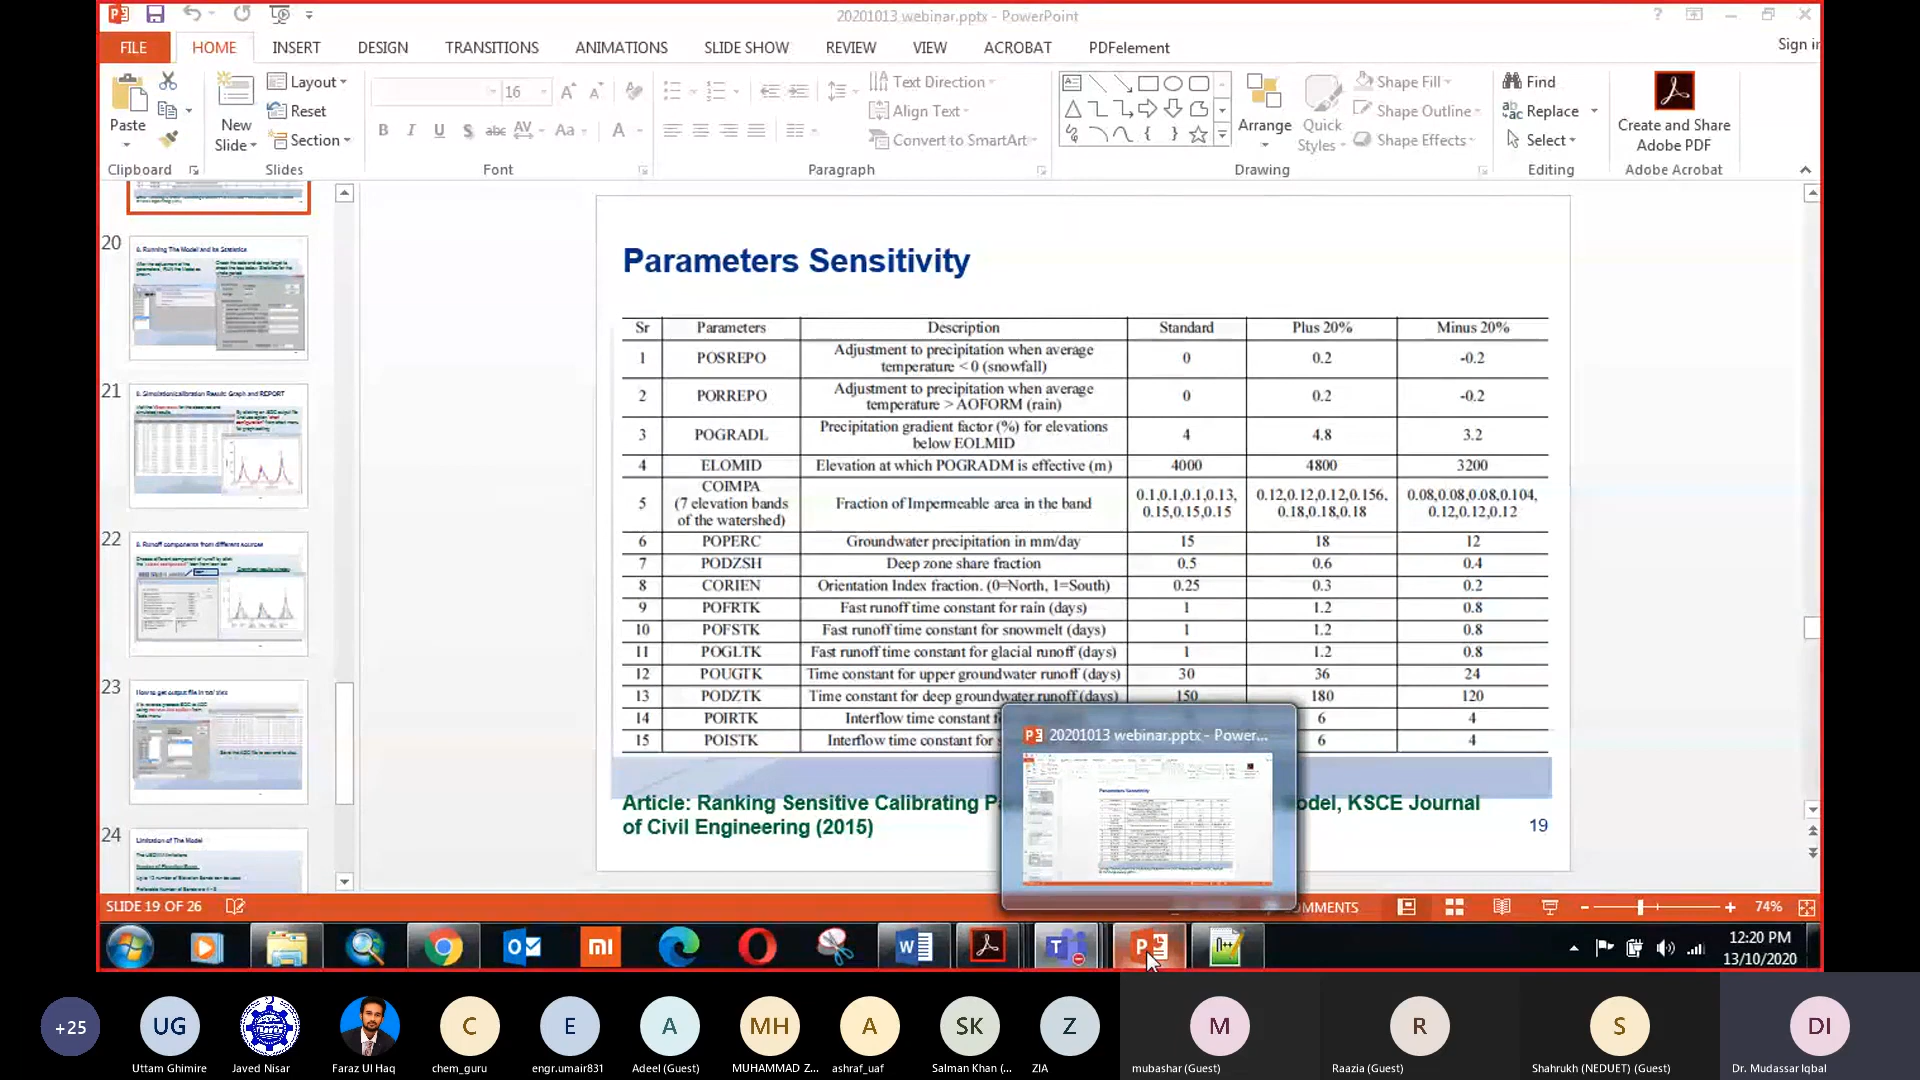 20201013 webinar.pptx - PowerPoint
FILE HOME INSERT DESIGN TRANSITIONS ANIMATIONS SLIDE SHOW REVIEW VIEW ACROBAT PDFelement Sign in
Paste
Clipboard
New Slide
Layout
Reset
Section
Slides
16
Font
Text Direction
Align Text
Convert to SmartArt
Paragraph
Arrange
Quick Styles
Shape Fill
Shape Outline
Shape Effects
Drawing
Find
Replace
Select
Editing
Create and Share Adobe PDF
Adobe Acrobat
20
21
22
23
How to get output file in txt/ xlsx
24
Limitation of The Model
Parameters Sensitivity
Sr Parameters Description Standard Plus 20% Minus 20%
1 POSREPO Adjustment to precipitation when average temperature < 0 (snowfall) 0 0.2 -0.2
2 PORREPO Adjustment to precipitation when average temperature > AOFORM (rain) 0 0.2 -0.2
3 POGRADL Precipitation gradient factor (%) for elevations below EOLMID 4 4.8 3.2
4 ELOMID Elevation at which POGRADM is effective (m) 4000 4800 3200
5 COIMPA (7 elevation bands of the watershed) Fraction of Impermeable area in the band 0.1,0.1,0.1,0.13, 0.15,0.15,0.15 0.12,0.12,0.12,0.156, 0.18,0.18,0.18 0.08,0.08,0.08,0.104, 0.12,0.12,0.12
6 POPERC Groundwater precipitation in mm/day 15 18 12
7 PODZSH Deep zone share fraction 0.5 0.6 0.4
8 CORIEN Orientation Index fraction. (0=North, 1=South) 0.25 0.3 0.2
9 POFRTK Fast runoff time constant for rain (days) 1 1.2 0.8
10 POFSTK Fast runoff time constant for snowmelt (days) 1 1.2 0.8
11 POGLTK Fast runoff time constant for glacial runoff (days) 1 1.2 0.8
12 POUGTK Time constant for upper groundwater runoff (days) 30 36 24
13 PODZTK Time constant for deep groundwater runoff (days) 150 180 120
14 POIRTK Interflow time constant 6 4
15 POISTK Interflow time constant for 6 4
20201013 webinar.pptx - Power...
Article: Ranking Sensitive Calibrating odel, KSCE Journal
of Civil Engineering (2015)
19
SLIDE 19 OF 26 OMMENTS 74%
12:20 PM
13/10/2020
+25 UG C E A MH A SK Z M R S DI
Uttam Ghimire Javed Nisar Faraz Ul Haq chem_guru engr.umair831 Adeel (Guest) MUHAMMAD Z... ashraf_uaf Salman Khan (... ZIA mubashar (Guest) Raazia (Guest) Shahrukh (NEDUET) (Guest) Dr. Mudassar Iqbal